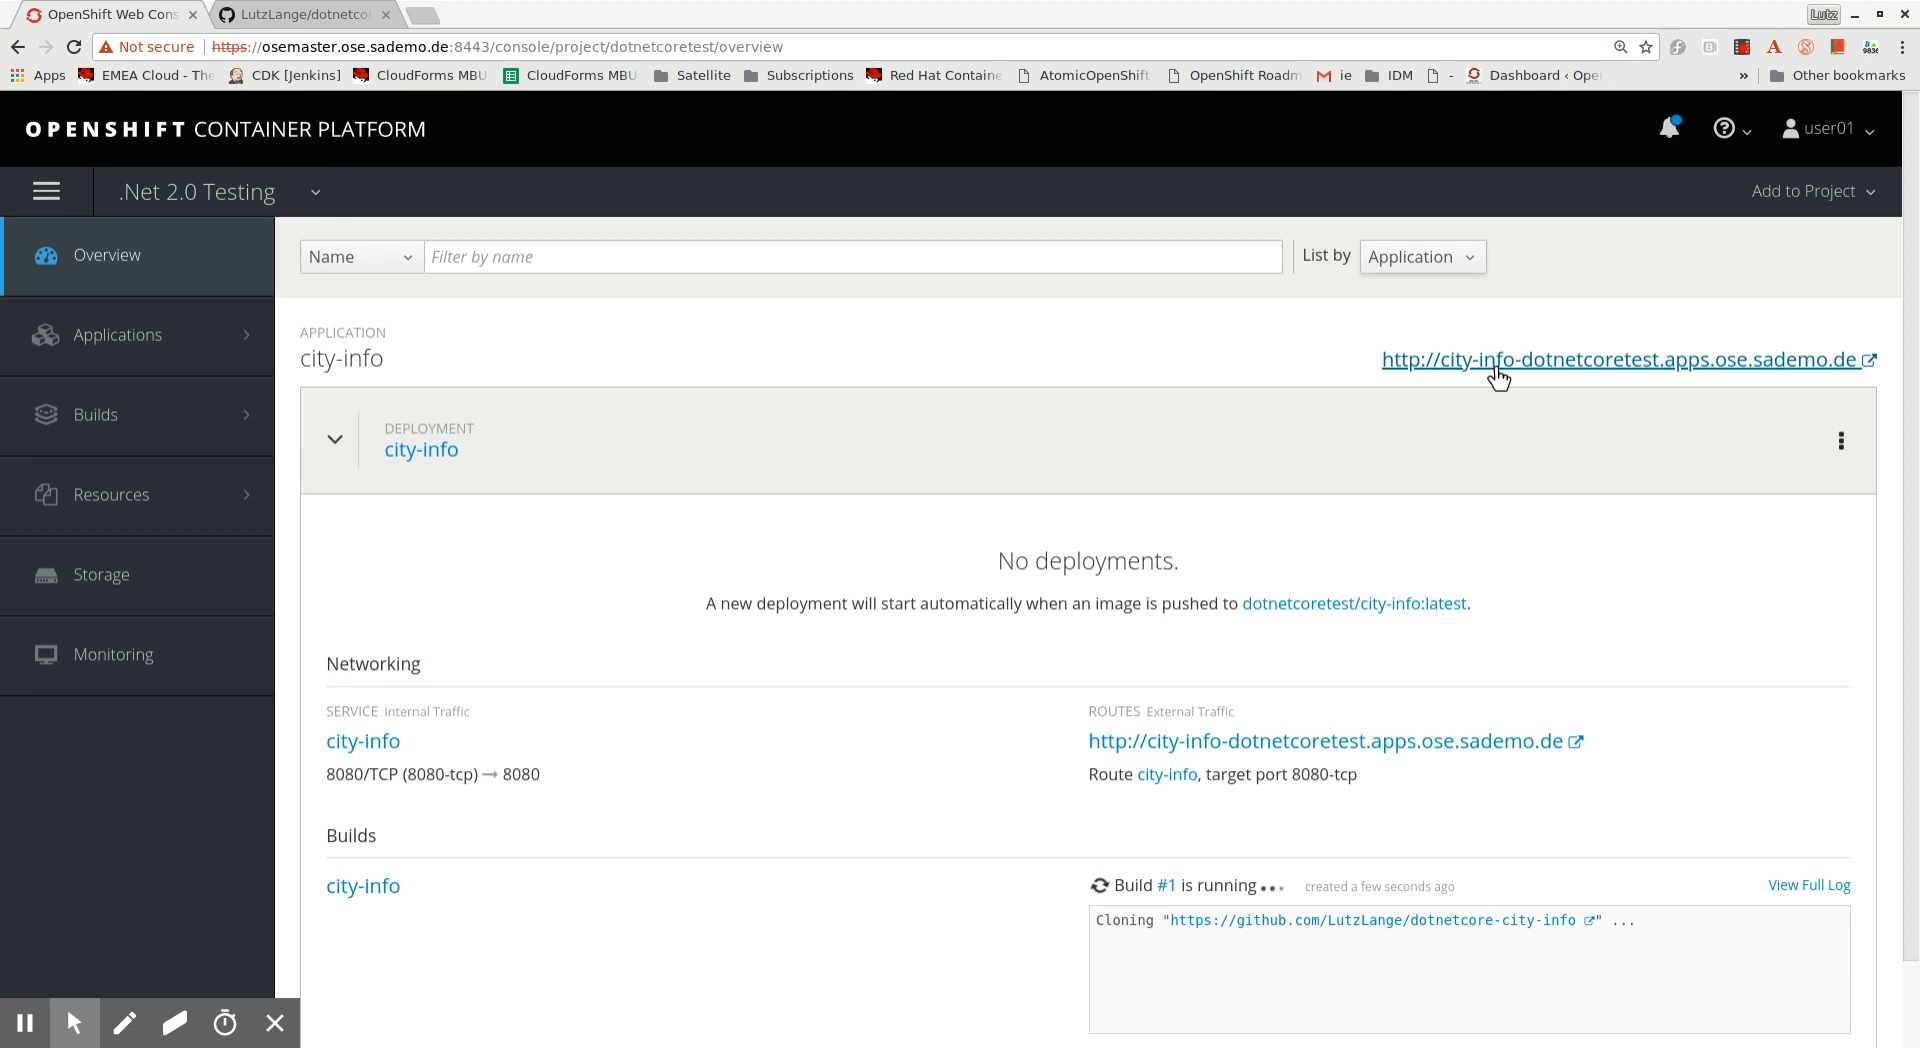 OpenShift Web Cons
LutzLange/dotnetco
Lutz
Not secure
https://osemaster.ose.sademo.de:8443/console/project/dotnetcoretest/overview
Apps
EMEA Cloud - The
CDK [Jenkins]
CloudForms MBU
CloudForms MBU
Satellite
Subscriptions
Red Hat Containe
AtomicOpenShift
OpenShift Roadm
ie
IDM
-
Dashboard ‹ Ope
»
Other bookmarks
OPENSHIFT CONTAINER PLATFORM
user01
.Net 2.0 Testing
Add to Project
Overview
Applications
Builds
Resources
Storage
Monitoring
Name
Filter by name
List by
Application
APPLICATION
city-info
http://city-info-dotnetcoretest.apps.ose.sademo.de
DEPLOYMENT
city-info
No deployments.
A new deployment will start automatically when an image is pushed to dotnetcoretest/city-info:latest.
Networking
SERVICE Internal Traffic
city-info
8080/TCP (8080-tcp) → 8080
ROUTES External Traffic
http://city-info-dotnetcoretest.apps.ose.sademo.de
Route city-info, target port 8080-tcp
Builds
city-info
Build #1 is running
created a few seconds ago
View Full Log
Cloning "https://github.com/LutzLange/dotnetcore-city-info" ...